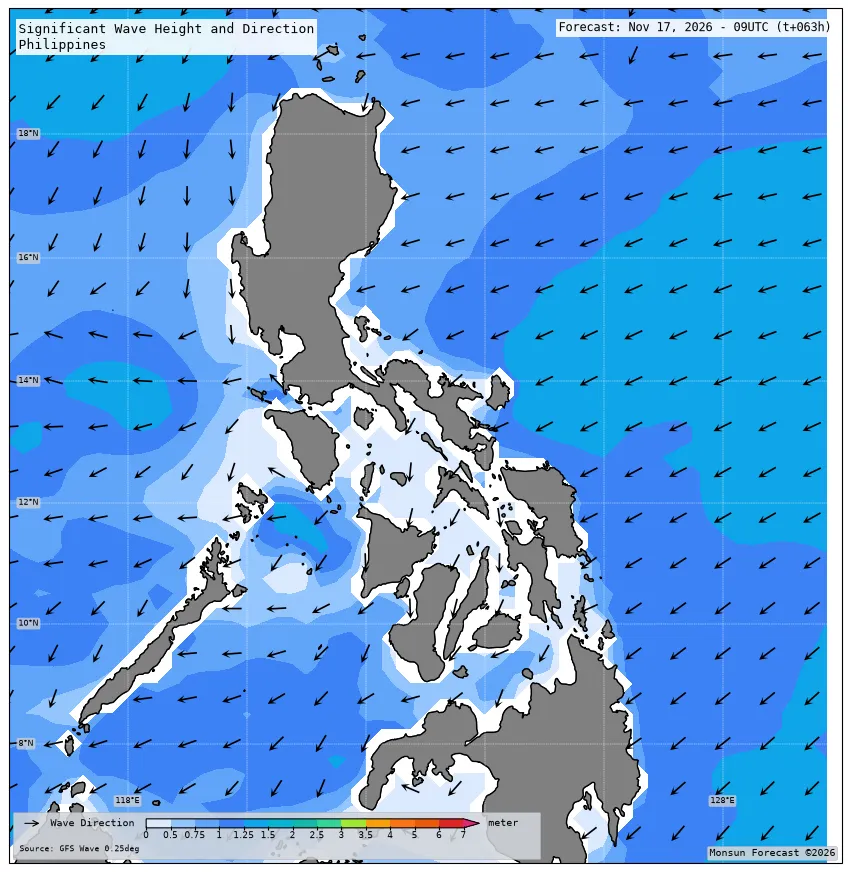 Significant Wave Height and Direction
Philippines
Forecast: Nov 17, 2026 - 09UTC (t+063h)
18°N
16°N
14°N
12°N
10°N
8°N
118°E
128°E
Wave Direction
0 0.5 0.75 1 1.25 1.5 2 2.5 3 3.5 4 5 6 7
meter
Source: GFS Wave 0.25deg
Monsun Forecast ©2026